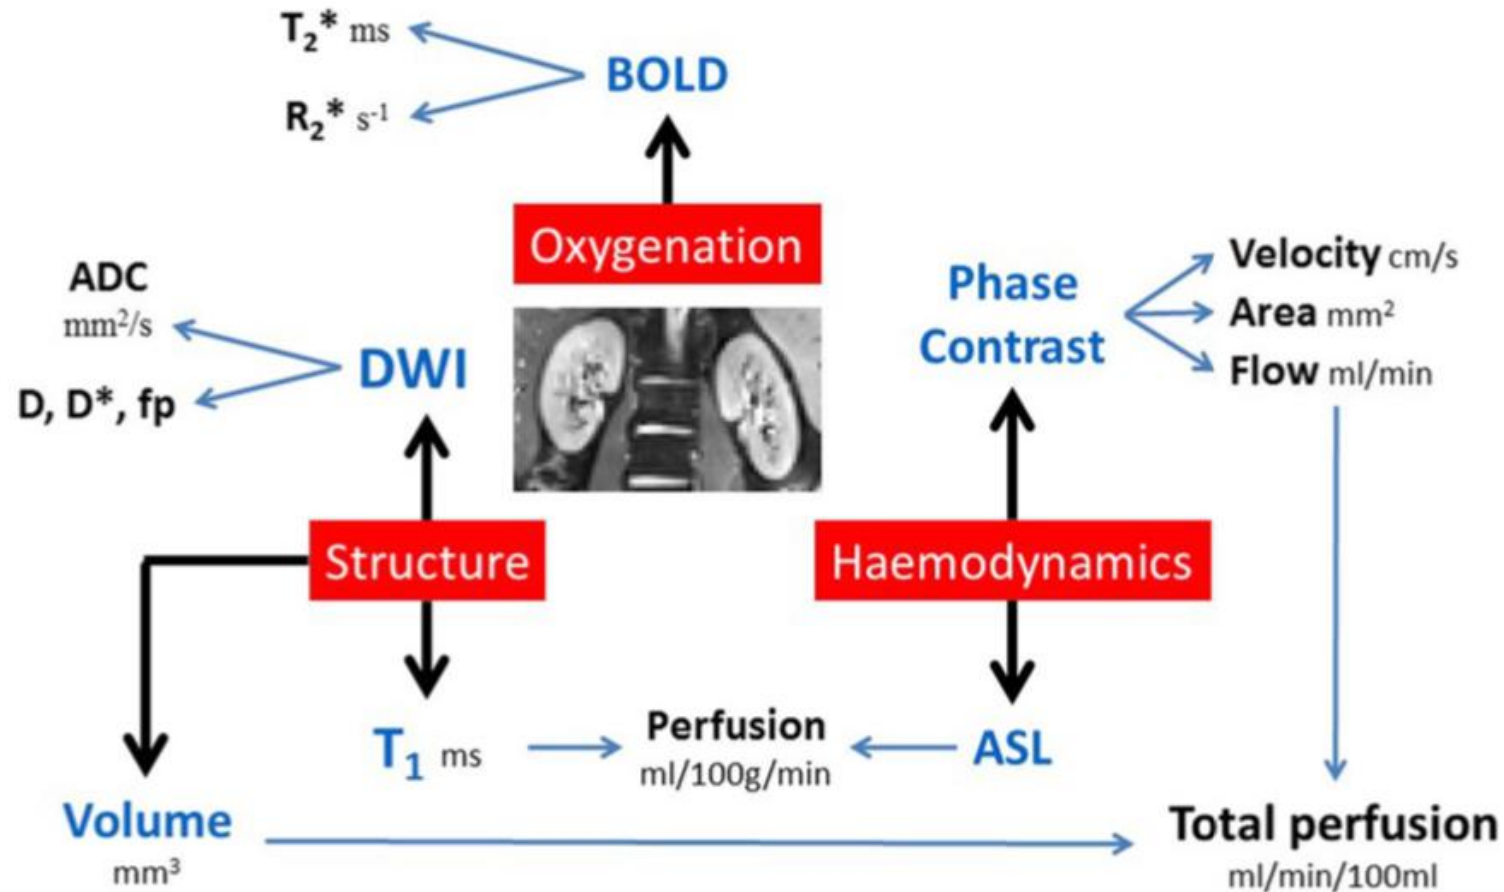 T₂* ms
BOLD
R₂* s⁻¹
Oxygenation
ADC
mm²/s
DWI
D, D*, fp
Phase
Contrast
Velocity cm/s
Area mm²
Flow ml/min
Structure
Haemodynamics
T₁ ms
Perfusion
ml/100g/min
ASL
Volume
mm³
Total perfusion
ml/min/100ml